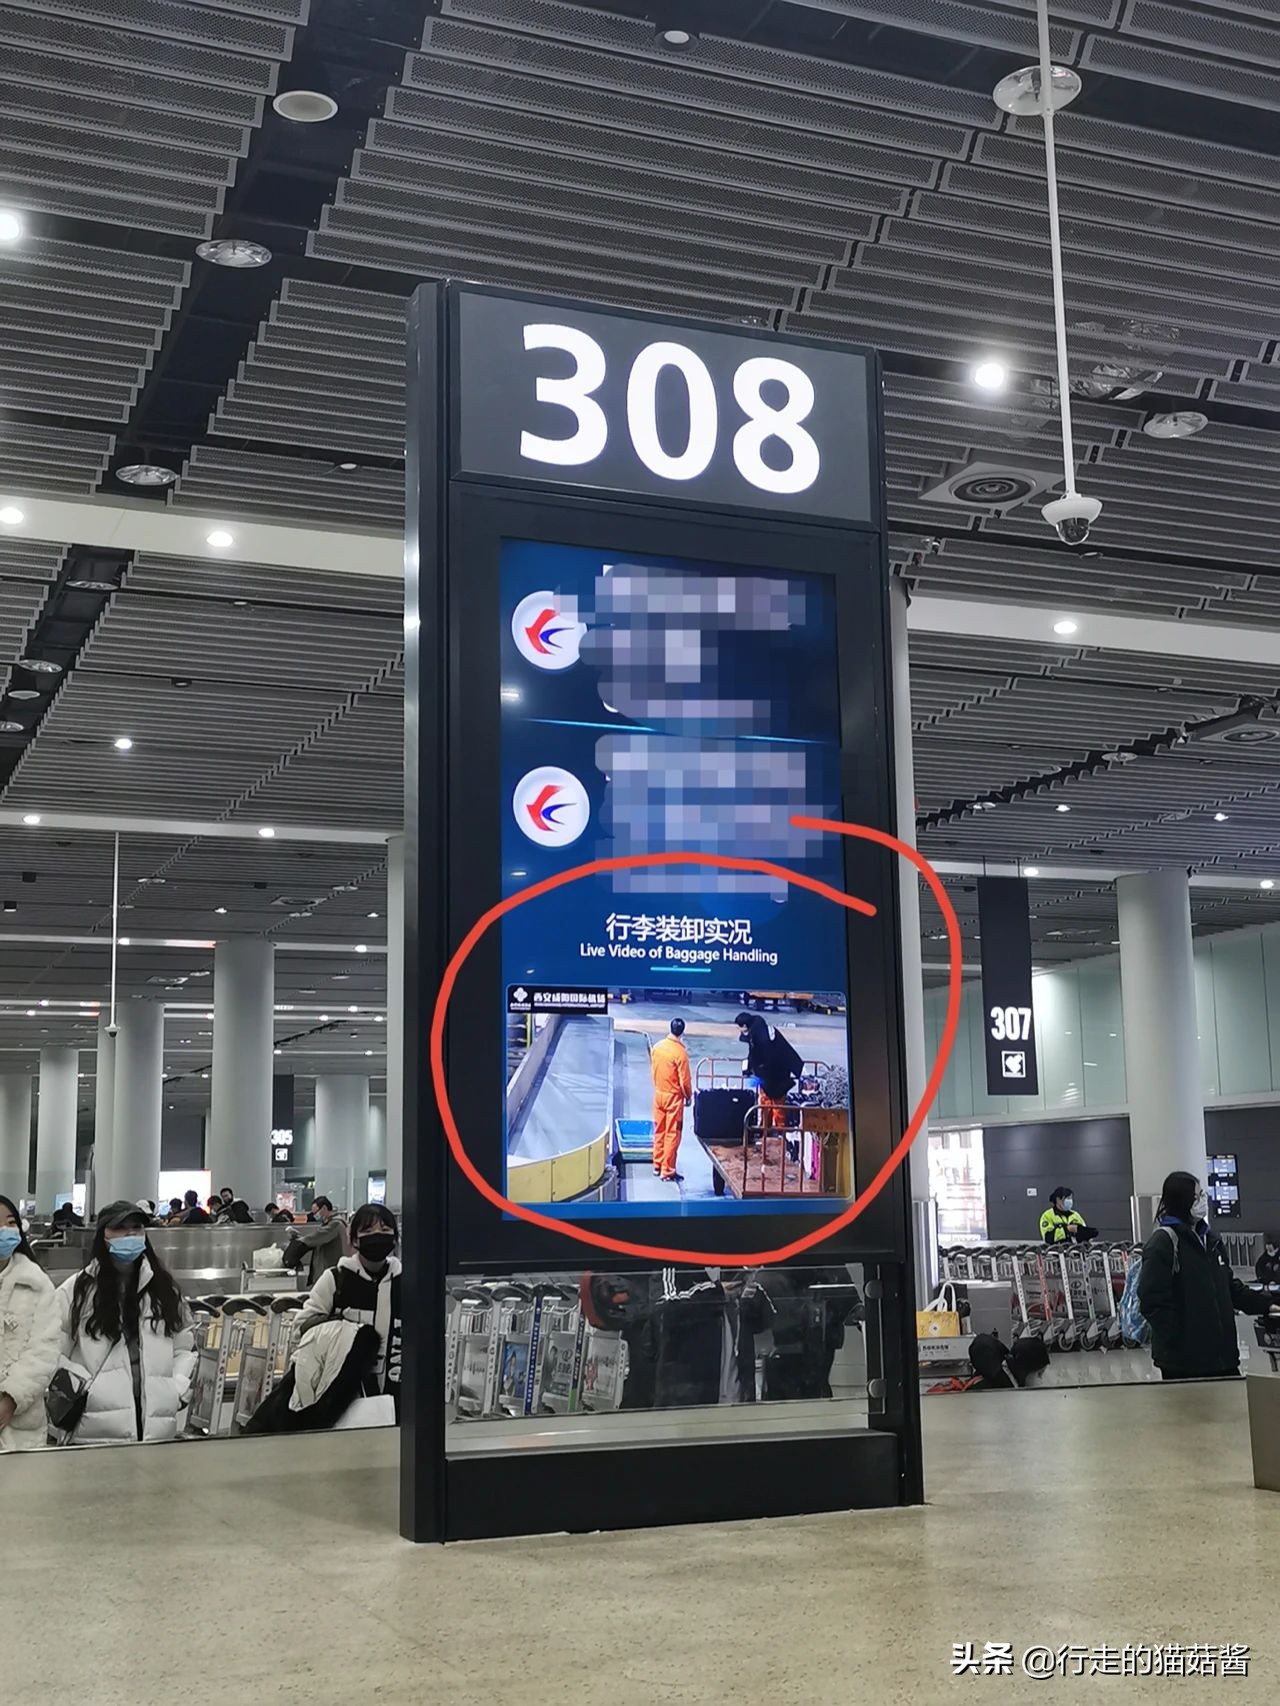 308
行李装卸实况
Live Video of Baggage Handling
西安咸阳国际机场
307
305
头条 @行走的猫菇酱